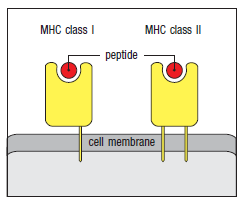 MHC class I
MHC class II
peptide
cell membrane